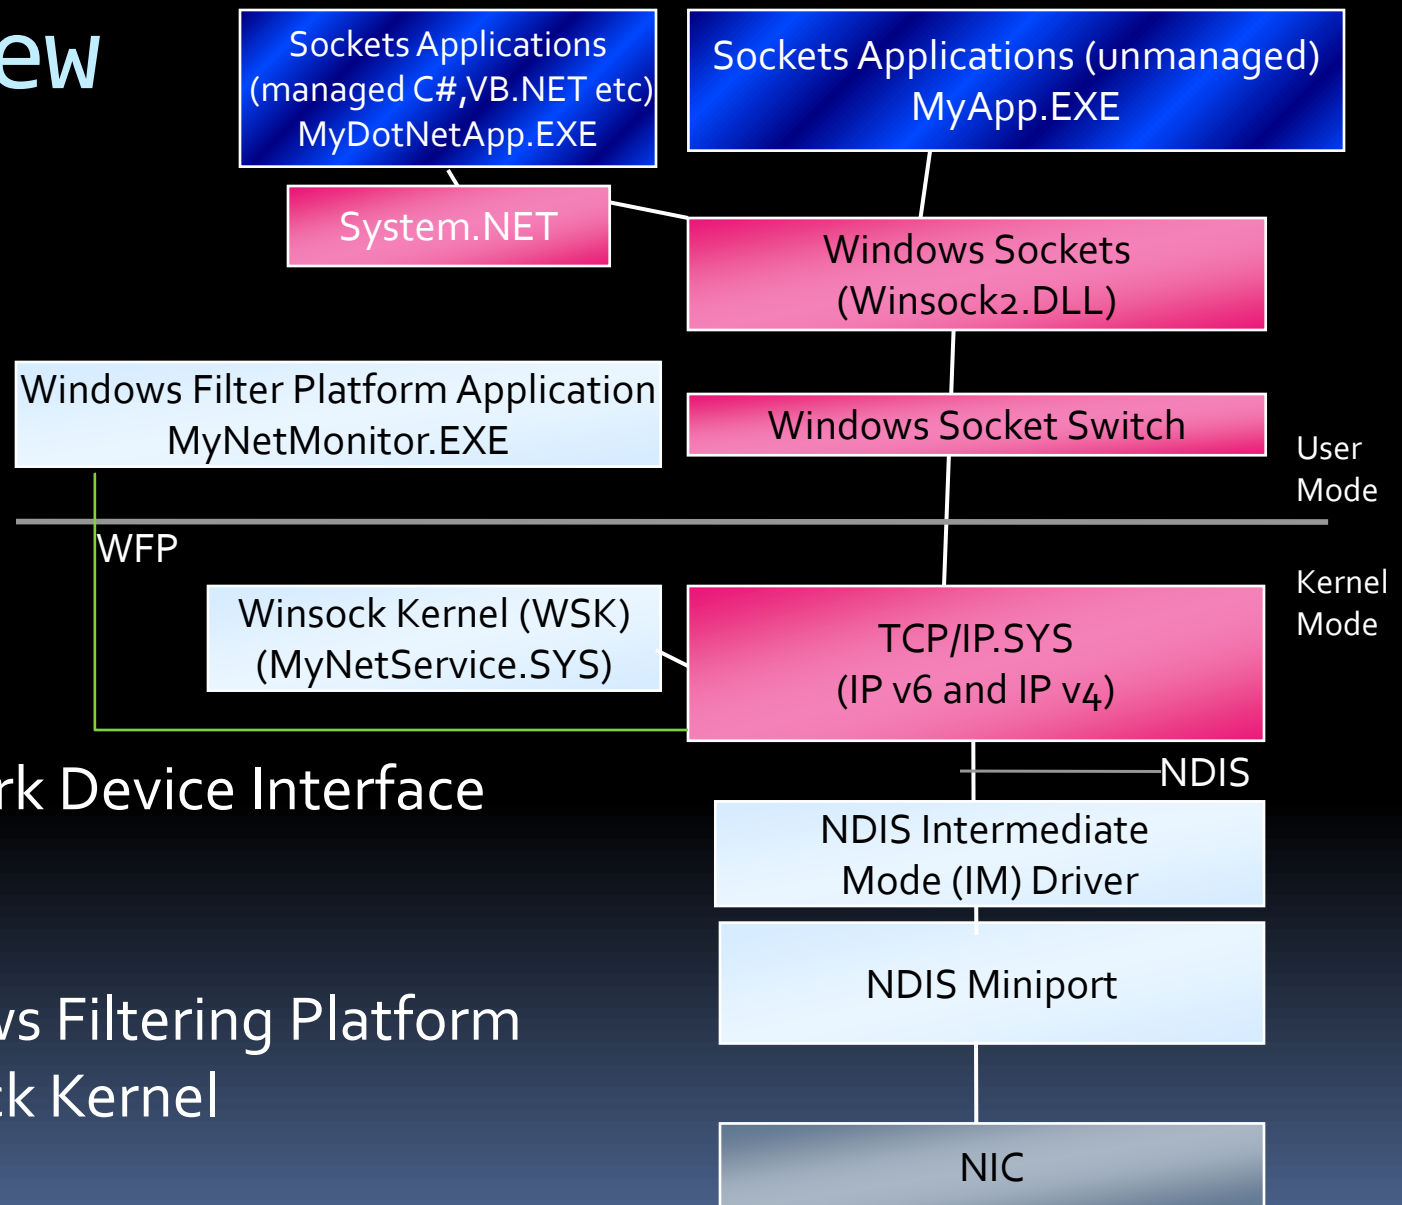 ew
Sockets Applications
(managed C#,VB.NET etc)
MyDotNetApp.EXE
Sockets Applications (unmanaged)
MyApp.EXE
System.NET
Windows Sockets
(Winsock2.DLL)
Windows Filter Platform Application
MyNetMonitor.EXE
Windows Socket Switch
User
Mode
WFP
Kernel
Mode
Winsock Kernel (WSK)
(MyNetService.SYS)
TCP/IP.SYS
(IP v6 and IP v4)
rk Device Interface
NDIS
NDIS Intermediate
Mode (IM) Driver
NDIS Miniport
ws Filtering Platform
ck Kernel
NIC